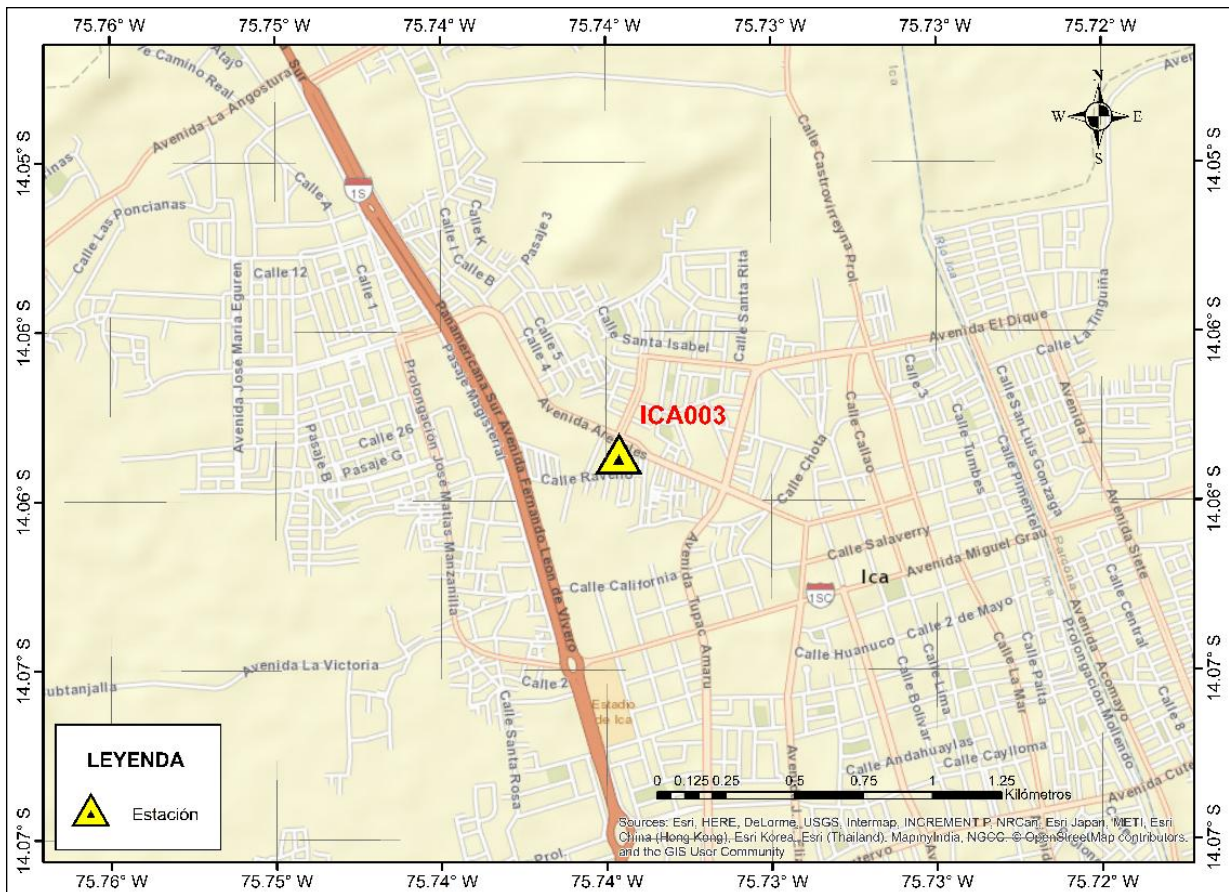 75.76° W
75.75° W
75.74° W
75.74° W
75.73° W
75.73° W
75.72° W
14.05° S
14.06° S
14.06° S
14.07° S
14.07° S
14.05° S
14.06° S
14.06° S
14.07° S
14.07° S
N
W
E
S
Atajo
Camino Real
Avenida La Angostura
Sur
Ica
1S
Calle A
Calle Las Poncianas
Calle K
Calle I
Calle B
Pasaje 3
Calle Castrovirreyna Prol.
Calle 12
Calle 1
Avenida José María Eguren
Río Ica
Calle La Tinguiña
Calle Santa Rita
Calle Santa Isabel
Avenida El Dique
Calle 5
Calle 4
Panamericana Sur Avenida Fernando León de Vivero
Pasaje Magisterial
Prolongación José Matías Manzanilla
ICA003
Calle 3
Calle San Luis Gonzaga
Avenida 7
Calle 26
Pasaje G
Pasaje B
Calle Chota
Calle Callao
Calle Tumbes
Calle Pimentel
Avenida Siete
Calle Salaverry
Avenida Miguel Grau
Ica
1SC
Calle California
Avenida Tupac Amaru
Calle 2 de Mayo
Calle Huanuco
Calle Central
Avenida La Victoria
Subtanjalla
Calle 2
Estadio
de Ica
Calle Santa Rosa
Calle Bolivar
Calle Lima
Calle La Mar
Calle Paita
Prolongación Mollendo
Avenida Acomayo
Calle 8
Calle Andahuaylas
Calle Caylloma
Prol.
LEYENDA
Estación
0 0.125 0.25 0.5 0.75 1 1.25
Kilómetros
Sources: Esri, HERE, DeLorme, USGS, Intermap, INCREMENT P, NRCan, Esri Japan, METI, Esri
China (Hong Kong), Esri Korea, Esri (Thailand), MapmyIndia, NGCC, © OpenStreetMap contributors,
and the GIS User Community
75.76° W
75.75° W
75.74° W
75.74° W
75.73° W
75.73° W
75.72° W